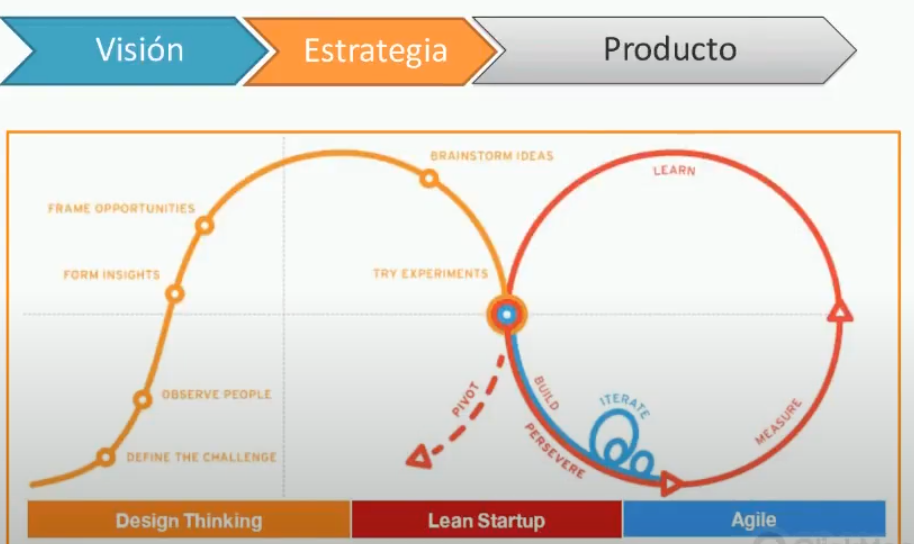 Visión
Estrategia
Producto
BRAINSTORM IDEAS
LEARN
FRAME OPPORTUNITIES
FORM INSIGHTS
TRY EXPERIMENTS
OBSERVE PEOPLE
DEFINE THE CHALLENGE
PIVOT
BUILD
PERSEVERE
ITERATE
MEASURE
Design Thinking
Lean Startup
Agile